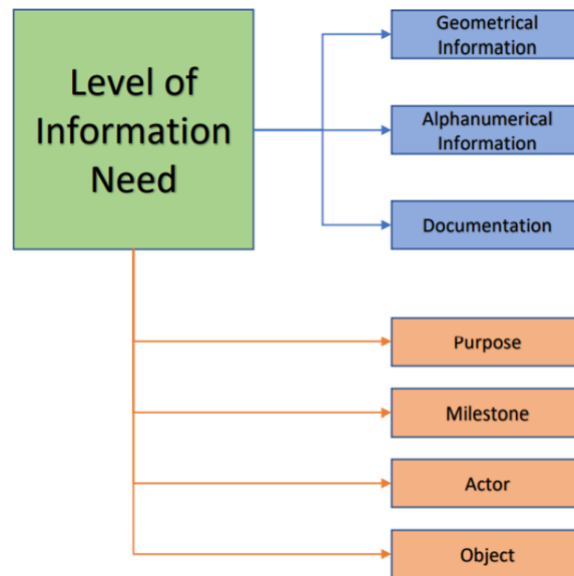 Level of
Information
Need
Geometrical
Information
Alphanumerical
Information
Documentation
Purpose
Milestone
Actor
Object